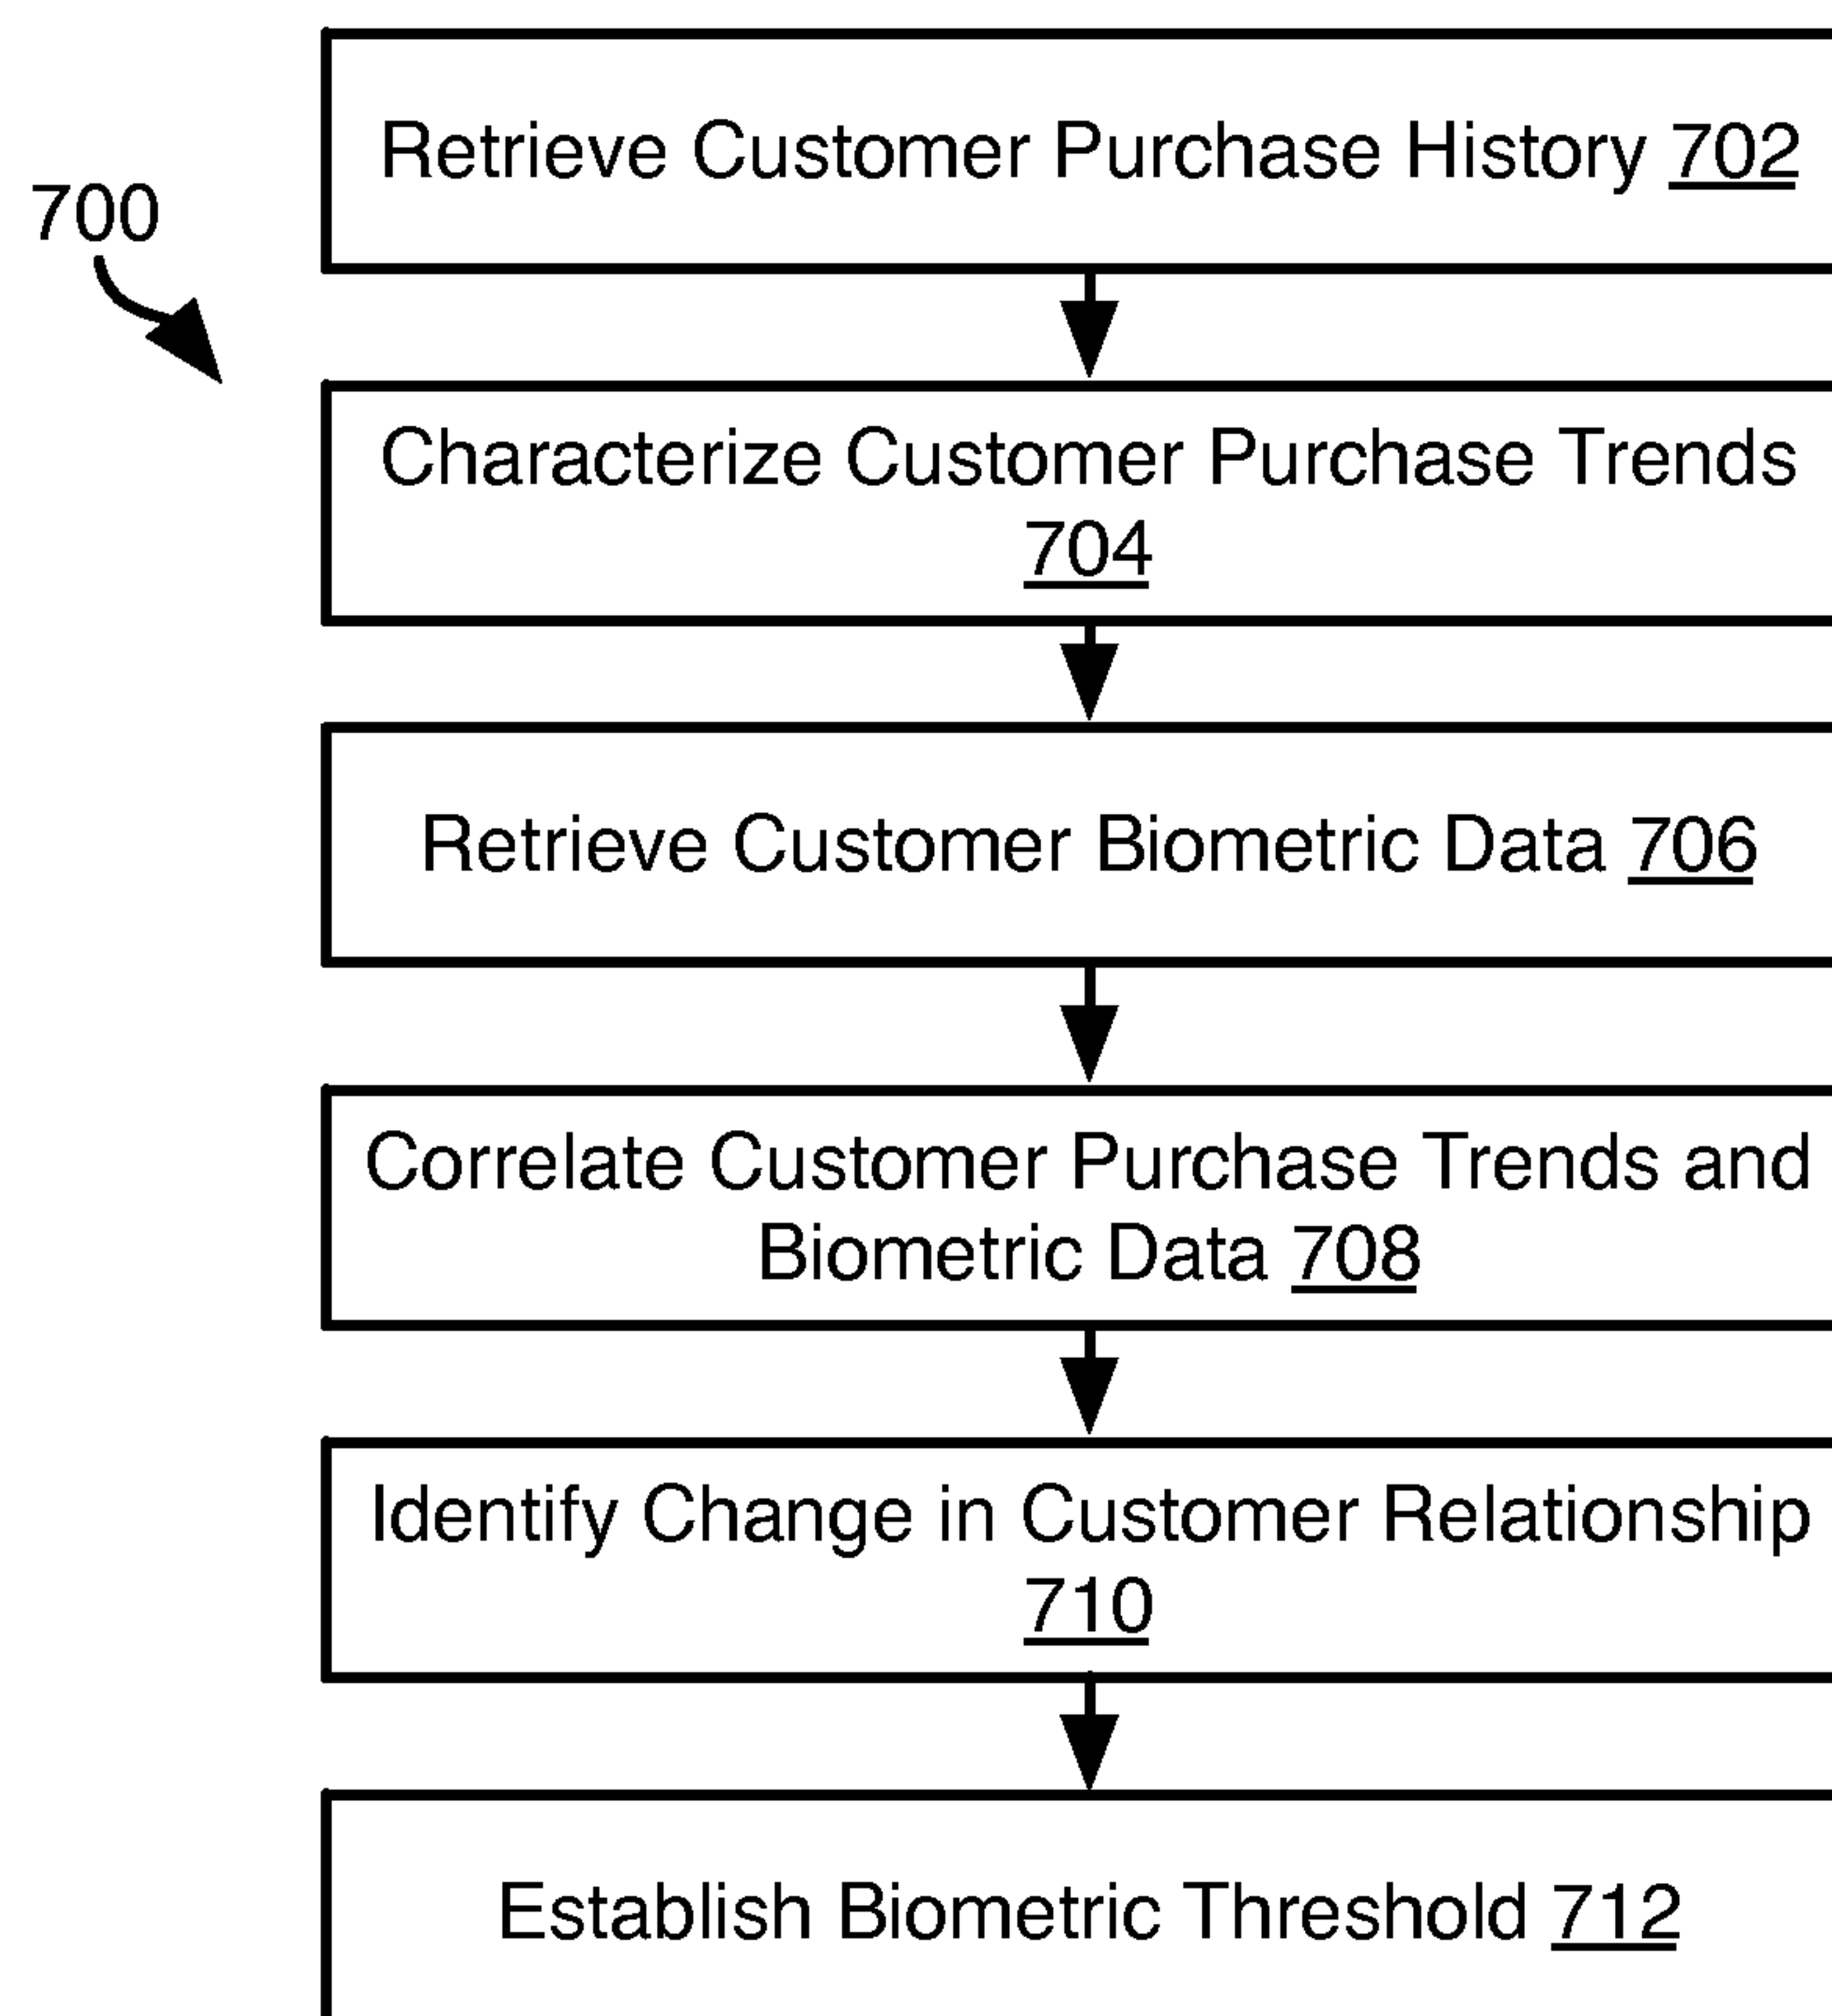 Retrieve Customer Purchase History 702
700
Characterize Customer Purchase Trends
704
Retrieve Customer Biometric Data 706
Correlate Customer Purchase Trends and
Biometric Data 708
Identify Change in Customer Relationship
710
Establish Biometric Threshold 712